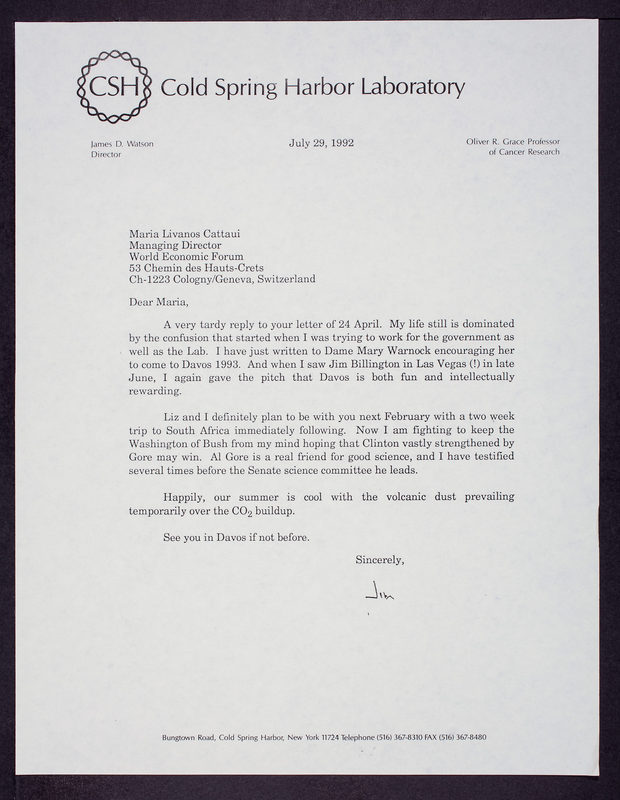 CSH Cold Spring Harbor Laboratory
James D. Watson
Director
July 29, 1992
Oliver R. Grace Professor
of Cancer Research
Maria Livanos Cattaui
Managing Director
World Economic Forum
53 Chemin des Hauts-Crets
Ch-1223 Cologny/Geneva, Switzerland
Dear Maria,
A very tardy reply to your letter of 24 April. My life still is dominated
by the confusion that started when I was trying to work for the government as
well as the Lab. I have just written to Dame Mary Warnock encouraging her
to come to Davos 1993. And when I saw Jim Billington in Las Vegas (!) in late
June, I again gave the pitch that Davos is both fun and intellectually
rewarding.
Liz and I definitely plan to be with you next February with a two week
trip to South Africa immediately following. Now I am fighting to keep the
Washington of Bush from my mind hoping that Clinton vastly strengthened by
Gore may win. Al Gore is a real friend for good science, and I have testified
several times before the Senate science committee he leads.
Happily, our summer is cool with the volcanic dust prevailing
temporarily over the CO2 buildup.
See you in Davos if not before.
Sincerely,
Jim
Bungtown Road, Cold Spring Harbor, New York 11724 Telephone (516) 367-8310 FAX (516) 367-8480